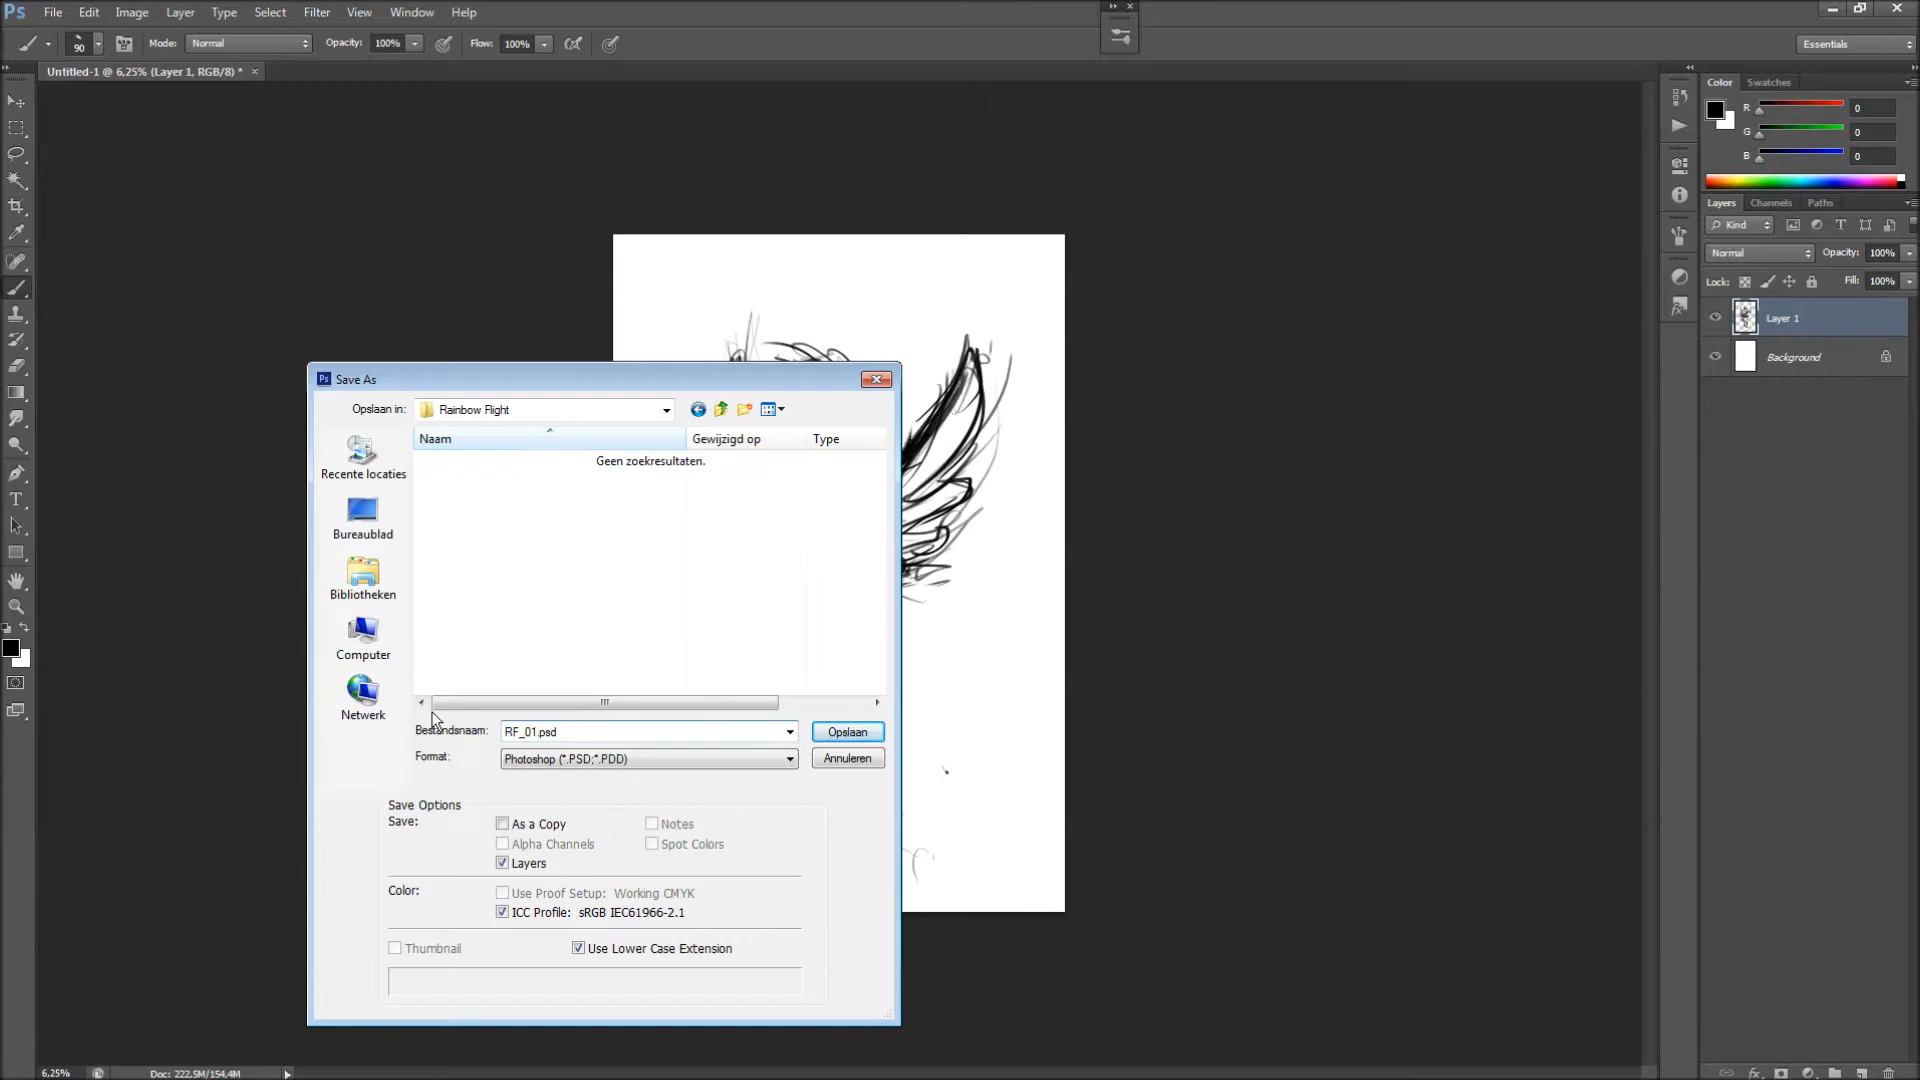 Ps File Edit Image Layer Type Select Filter View Window Help
90 Mode: Normal Opacity: 100% Flow: 100% Essentials
Untitled-1 @ 6,25% (Layer 1, RGB/8) * ×
Color Swatches
R 0
G 0
B 0
Layers Channels Paths
Kind
Normal Opacity: 100%
Lock: Fill: 100%
Layer 1
Background
Ps Save As
Opslaan in: Rainbow Flight
Naam Gewijzigd op Type
Geen zoekresultaten.
Recente locaties
Bureaublad
Bibliotheken
Computer
Netwerk
Bestandsnaam: RF_01.psd Opslaan
Format: Photoshop (*.PSD;*.PDD) Annuleren
Save Options
Save: As a Copy Notes
Alpha Channels Spot Colors
Layers
Color: Use Proof Setup: Working CMYK
ICC Profile: sRGB IEC61966-2.1
Thumbnail Use Lower Case Extension
6,25% Doc: 222,5M/154,4M